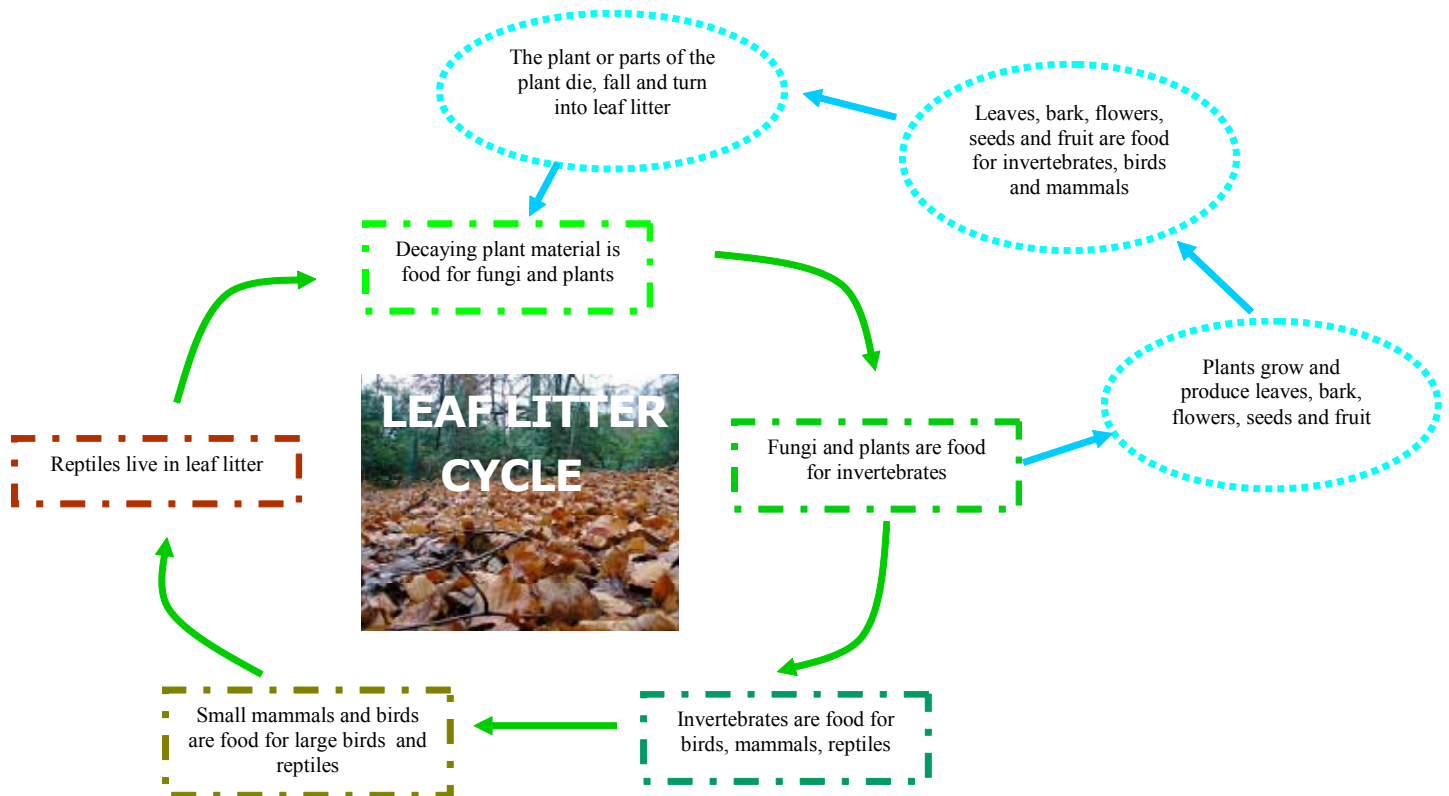 The plant or parts of the
plant die, fall and turn
into leaf litter
Leaves, bark, flowers,
seeds and fruit are food
for invertebrates, birds
and mammals
Decaying plant material is
food for fungi and plants
Plants grow and
produce leaves, bark,
flowers, seeds and fruit
LEAF LITTER
CYCLE
Fungi and plants are food
for invertebrates
Reptiles live in leaf litter
Small mammals and birds
are food for large birds and
reptiles
Invertebrates are food for
birds, mammals, reptiles